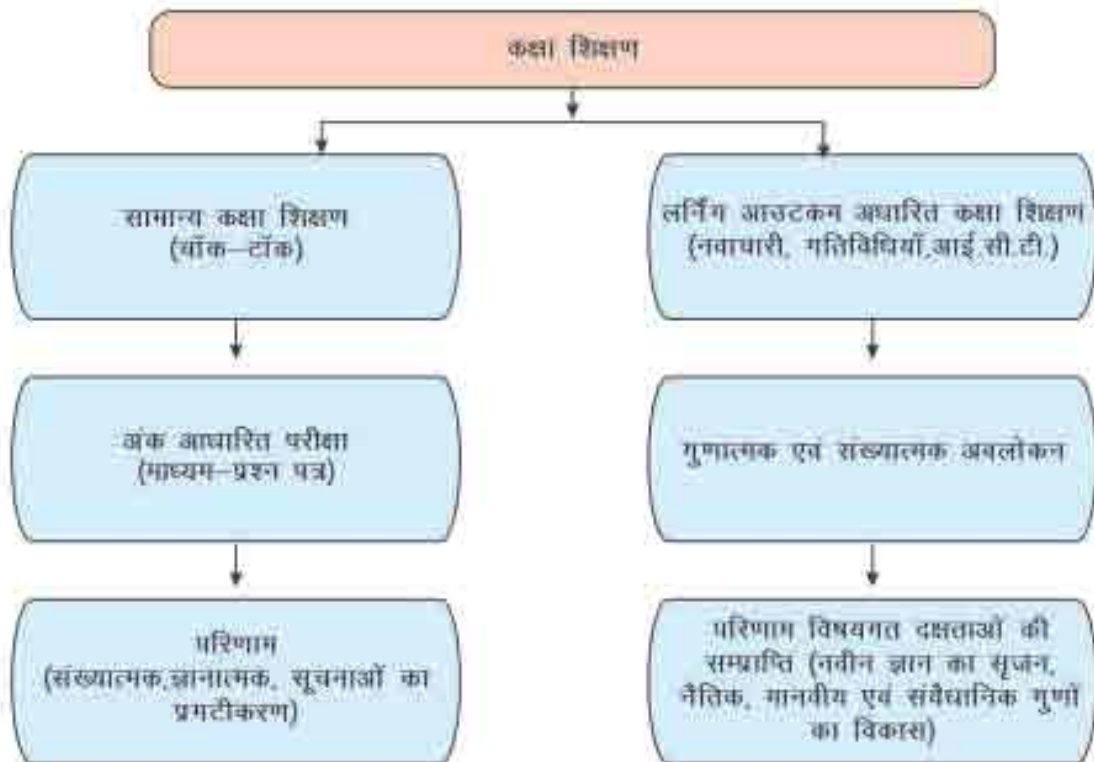 कक्षा शिक्षण
सामान्य कक्षा शिक्षण
(चॉक–टॉक)
लर्निंग आउटकम अधारित कक्षा शिक्षण
(नवाचारी, गतिविधियाँ,आई.सी.टी.)
अंक आधारित परीक्षा
(माध्यम–प्रश्न पत्र)
गुणात्मक एवं संख्यात्मक अवलोकन
परिणाम
(संख्यात्मक,ज्ञानात्मक, सूचनाओं का
प्रगटीकरण)
परिणाम विषयगत दक्षताओं की
सम्प्राप्ति (नवीन ज्ञान का सृजन,
नैतिक, मानवीय एवं संवैधानिक गुणों
का विकास)